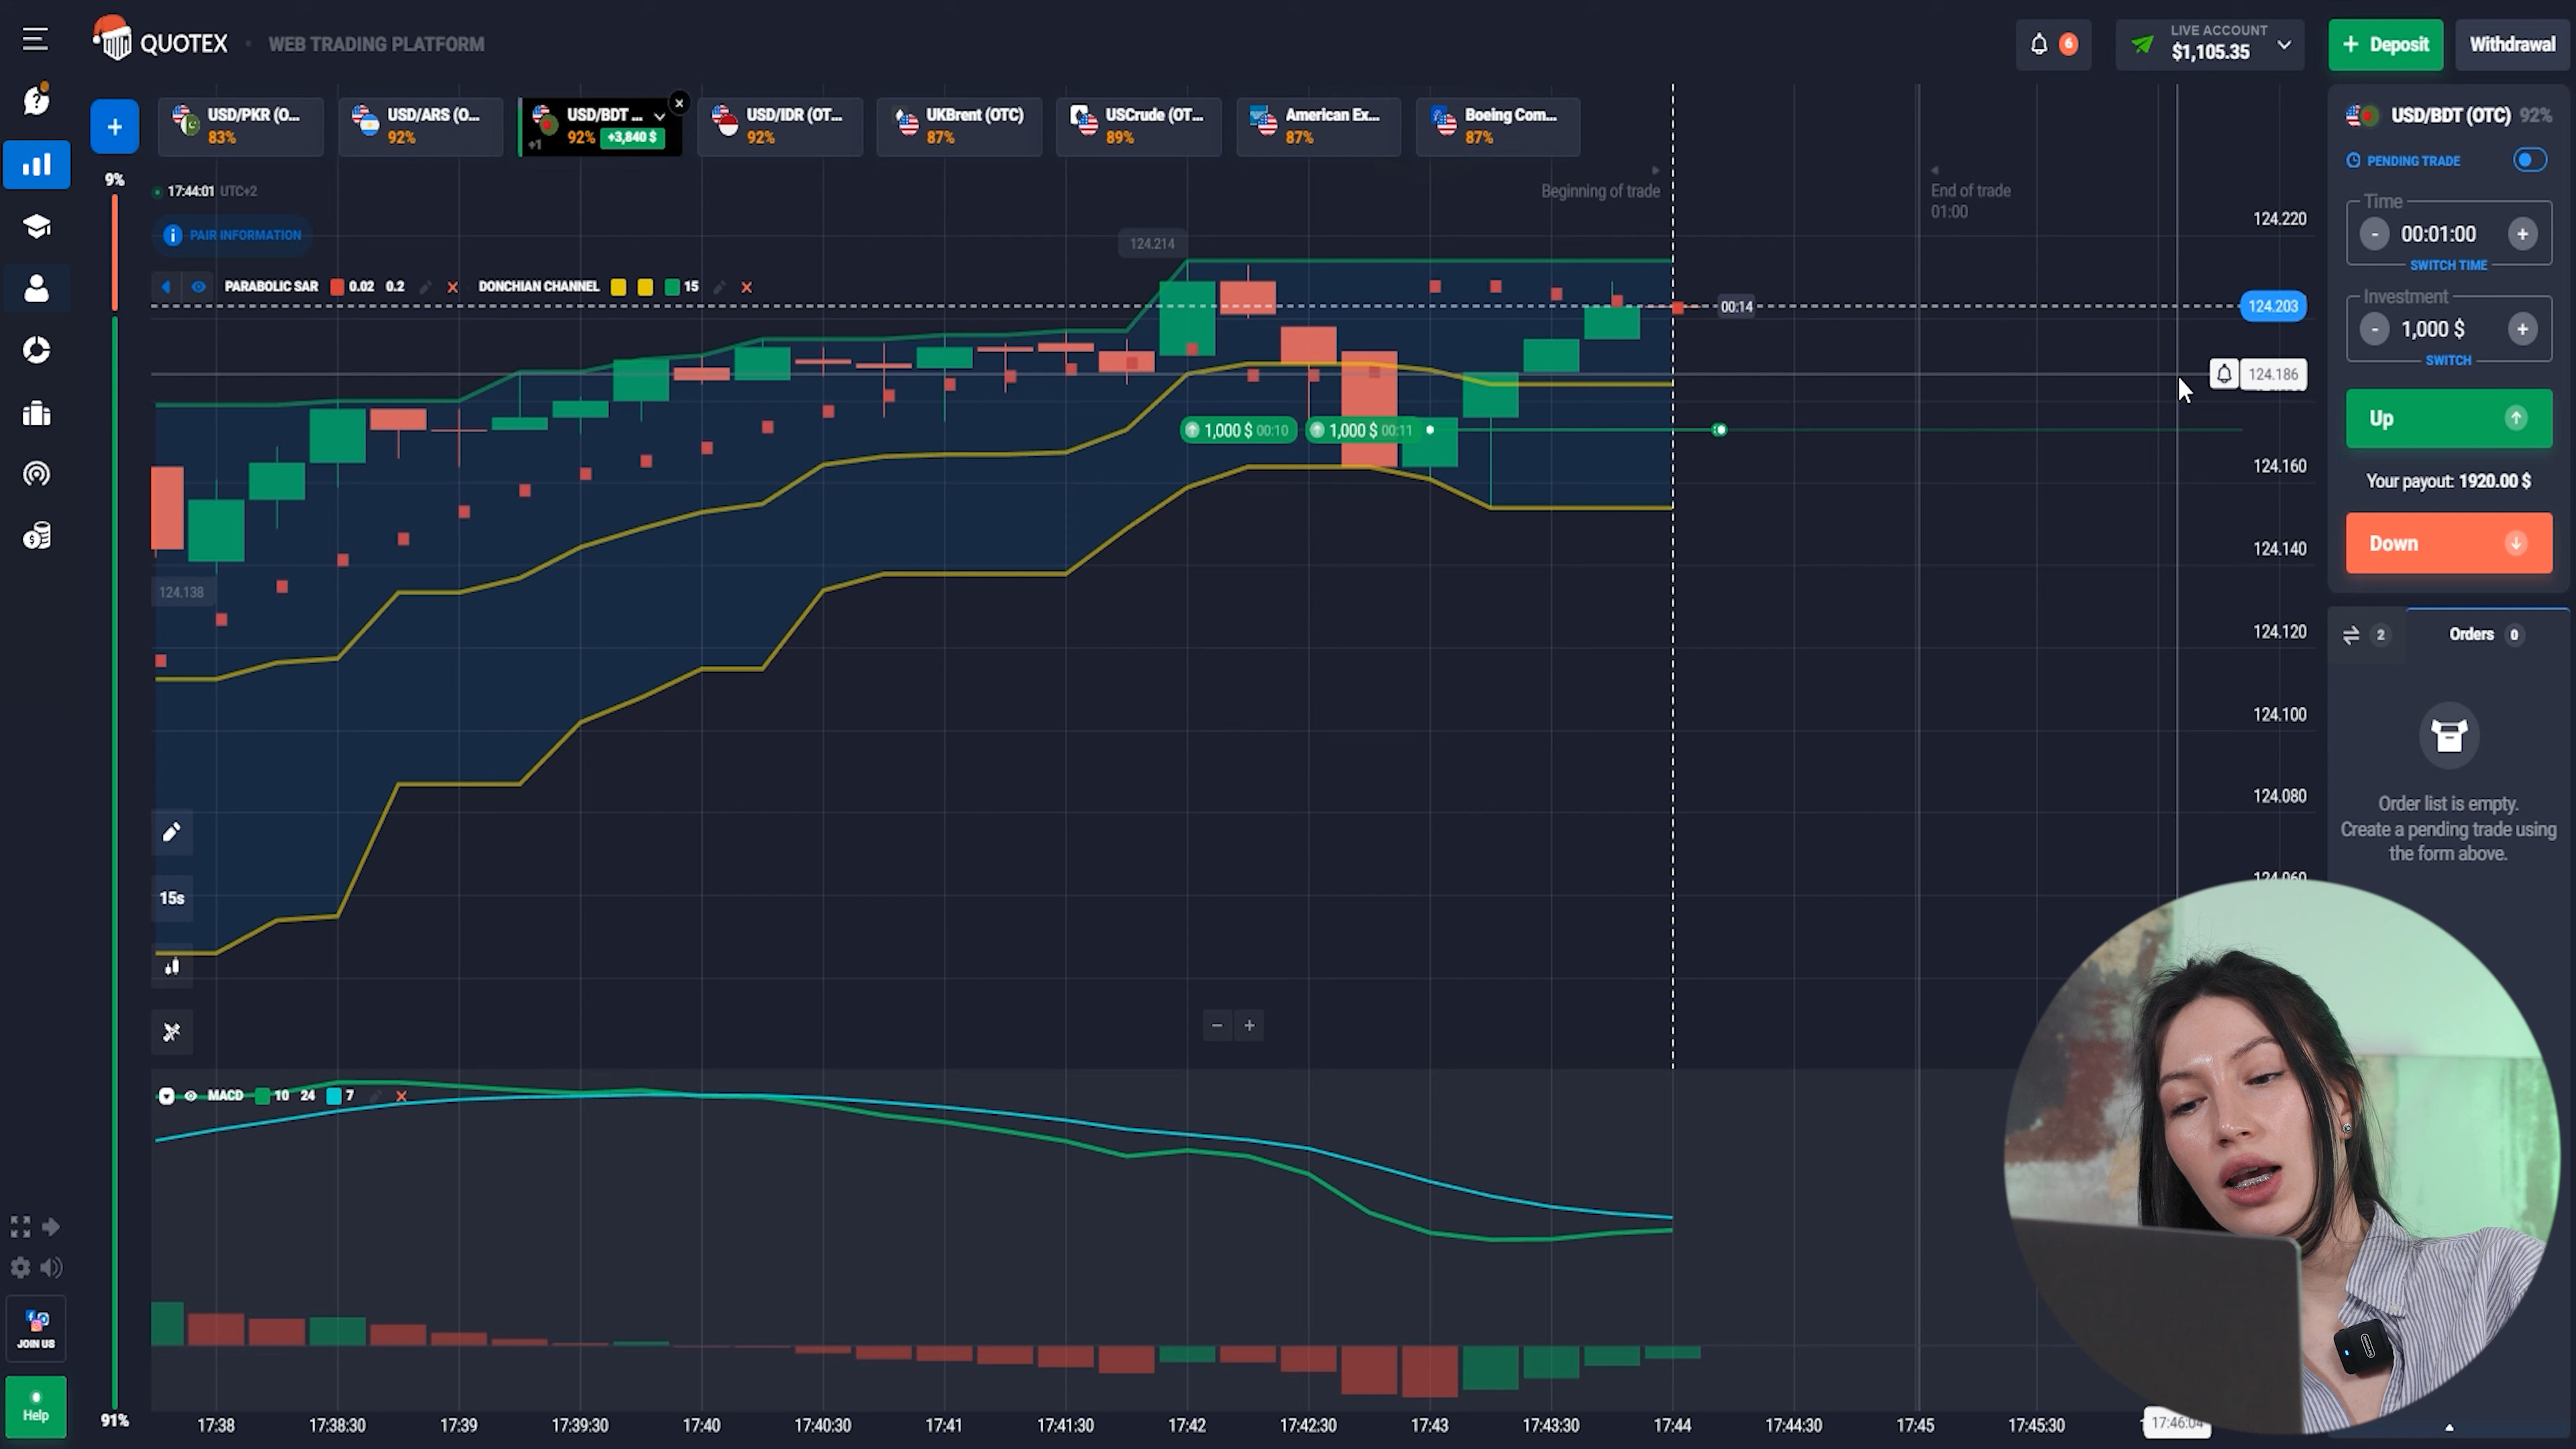 QUOTEX
WEB TRADING PLATFORM
6
LIVE ACCOUNT
$1,105.35
+ Deposit
Withdrawal
+
USD/PKR (O...
83%
USD/ARS (O...
92%
USD/BDT ...
+1
92%
+3,840 $
USD/IDR (OT...
92%
UKBrent (OTC)
87%
USCrude (OT...
89%
American Ex...
87%
Boeing Com...
87%
9%
17:44:01 UTC+2
PAIR INFORMATION
Beginning of trade
End of trade
01:00
124.214
PARABOLIC SAR 0.02 0.2
DONCHIAN CHANNEL 15
00:14
1,000 $ 00:10
1,000 $ 00:11
124.138
124.220
124.203
124.186
124.160
124.140
124.120
124.100
124.080
124.060
USD/BDT (OTC) 92%
PENDING TRADE
Time
- 00:01:00 +
SWITCH TIME
Investment
- 1,000 $ +
SWITCH
Up
Your payout: 1920.00 $
Down
2
Orders 0
Order list is empty.
Create a pending trade using
the form above.
15s
- +
MACD 10 24 7
JOIN US
Help
91%
17:38 17:38:30 17:39 17:39:30 17:40 17:40:30 17:41 17:41:30 17:42 17:42:30 17:43 17:43:30 17:44 17:44:30 17:45 17:45:30 17:46:04